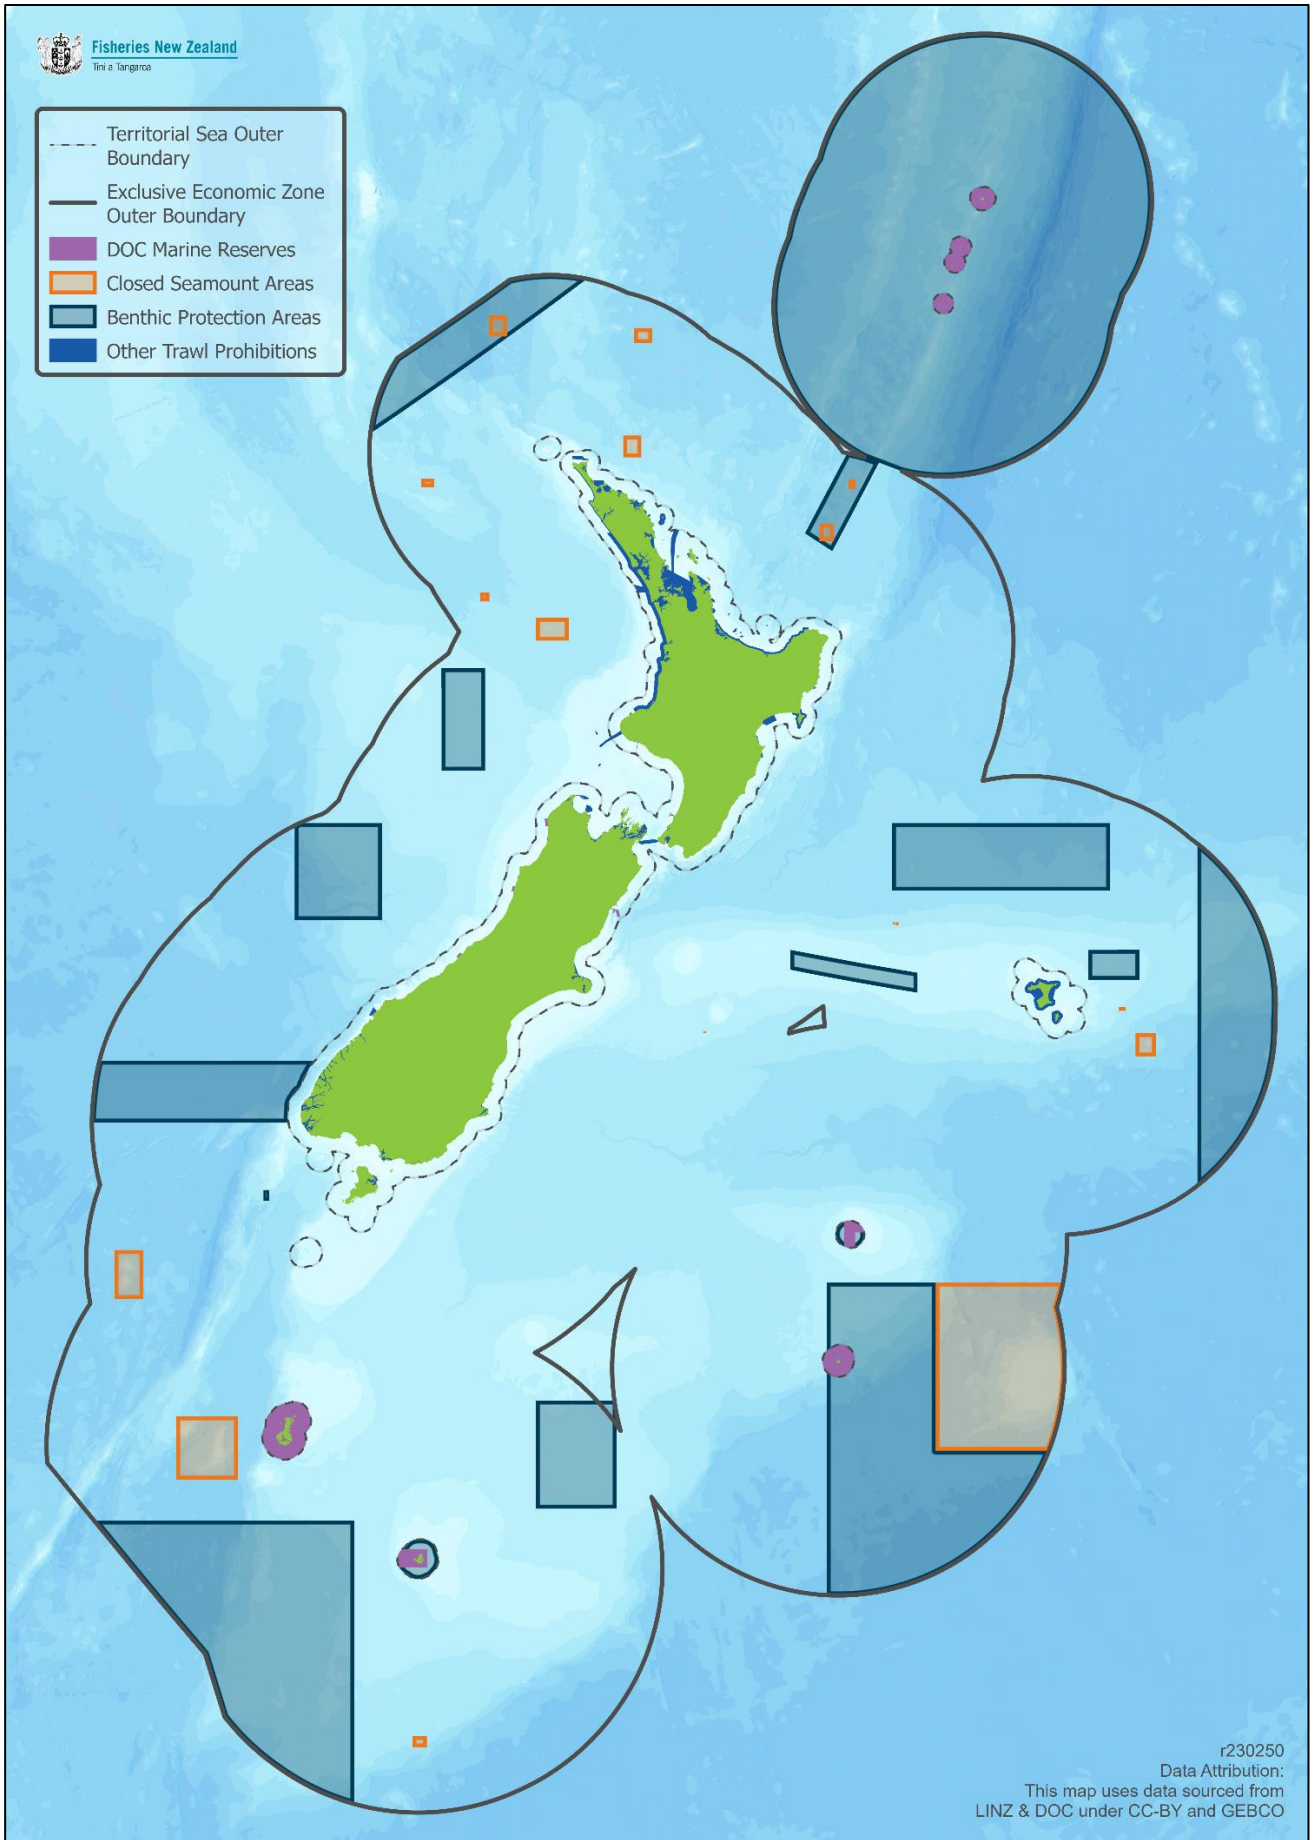 Fisheries New Zealand
Tini a Tangaroa
Territorial Sea Outer
Boundary
Exclusive Economic Zone
Outer Boundary
DOC Marine Reserves
Closed Seamount Areas
Benthic Protection Areas
Other Trawl Prohibitions
r230250
Data Attribution:
This map uses data sourced from
LINZ & DOC under CC-BY and GEBCO